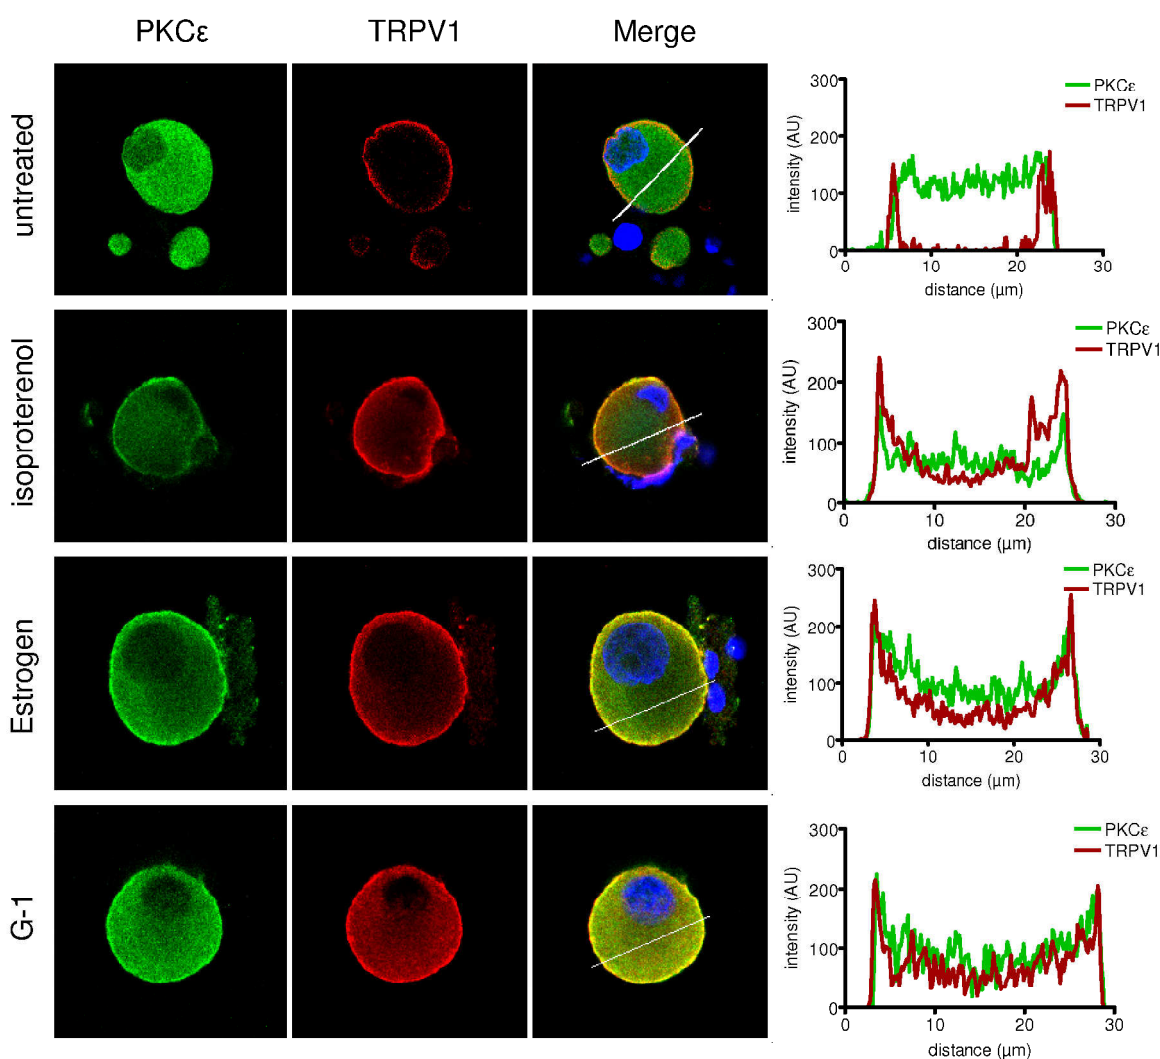 PKCε TRPV1 Merge
untreated
300
200
100
0
intensity (AU)
PKCε
TRPV1
0 10 20 30
distance (µm)
isoproterenol
300
200
100
0
intensity (AU)
PKCε
TRPV1
0 10 20 30
distance (µm)
Estrogen
300
200
100
0
intensity (AU)
PKCε
TRPV1
0 10 20 30
distance (µm)
G-1
300
200
100
0
intensity (AU)
PKCε
TRPV1
0 10 20 30
distance (µm)